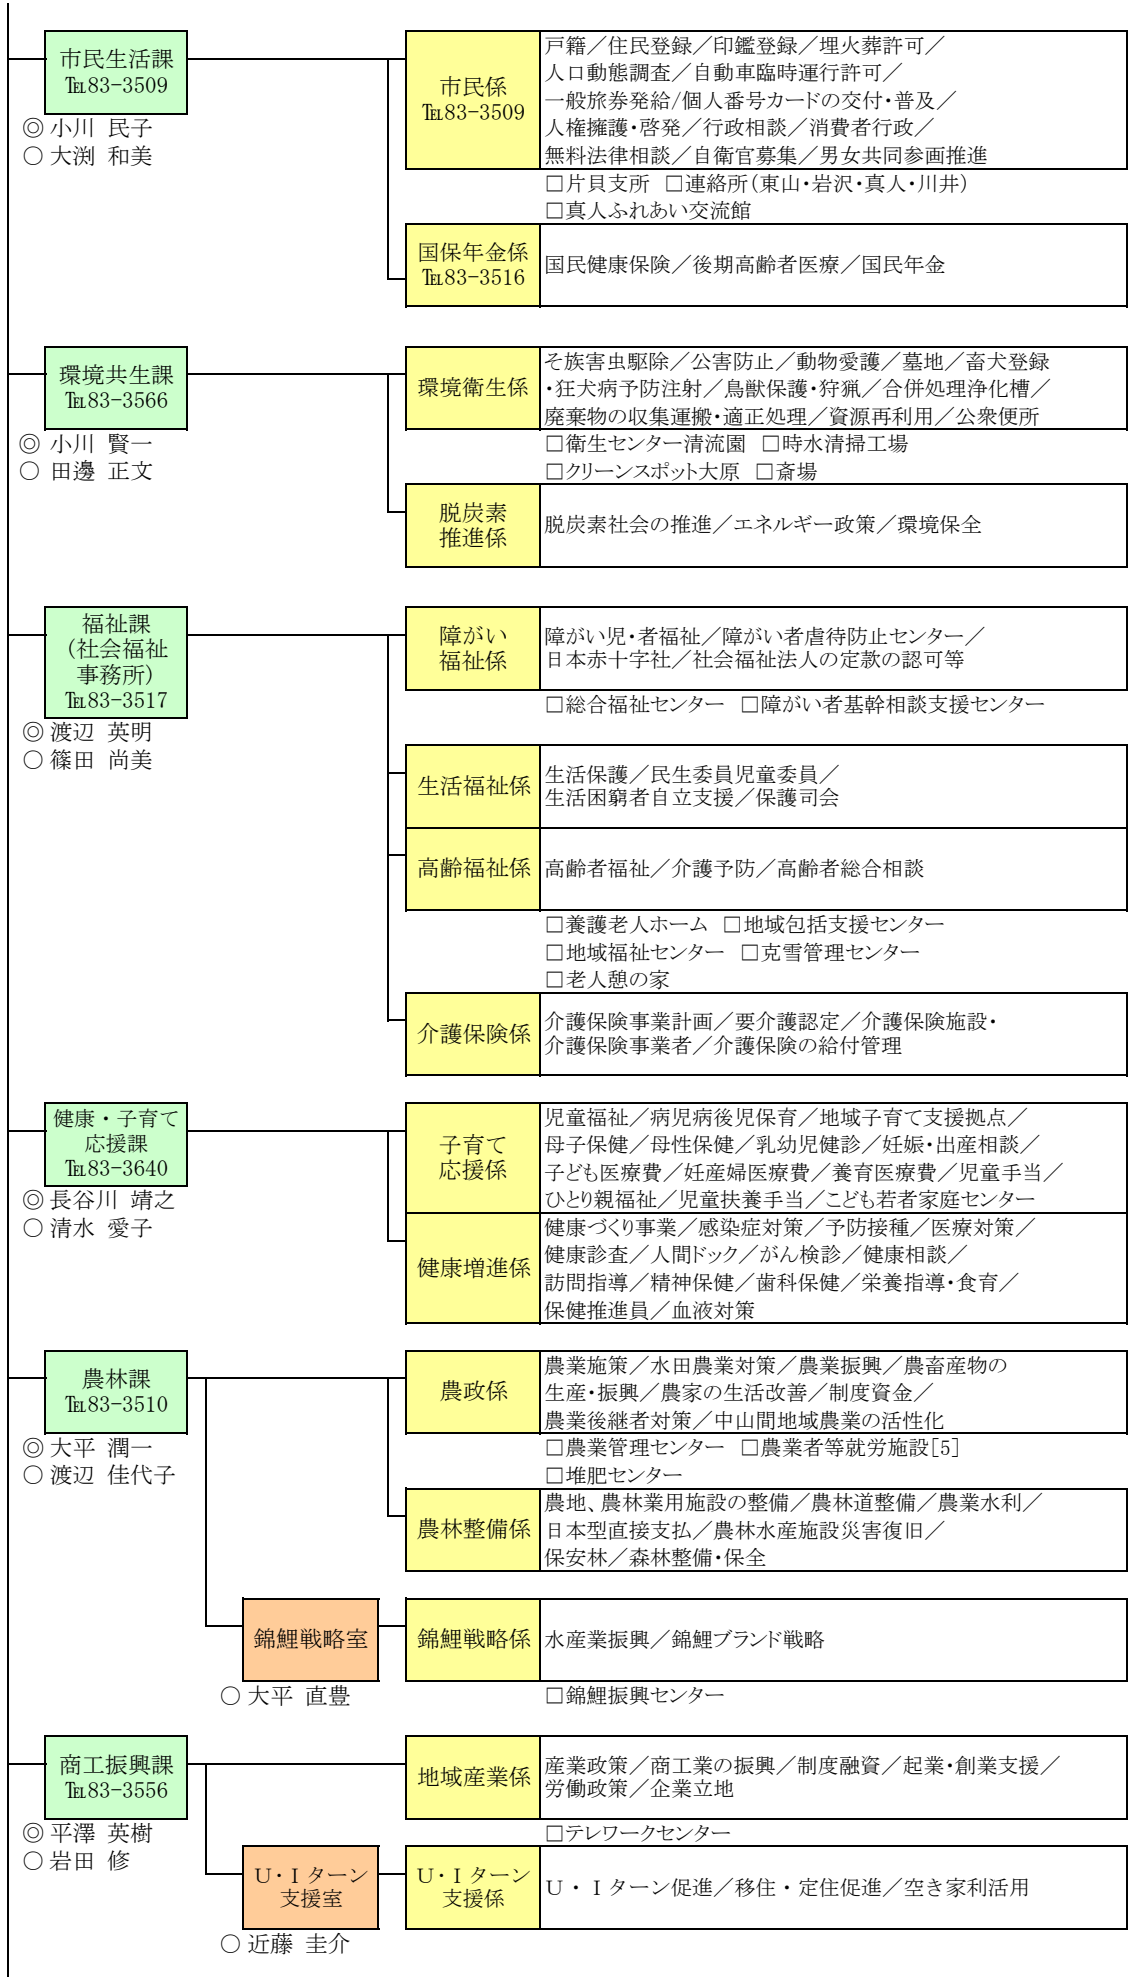 市民生活課
℡83-3509
◎ 小川 民子
○ 大渕 和美
市民係
℡83-3509
戸籍／住民登録／印鑑登録／埋火葬許可／
人口動態調査／自動車臨時運行許可／
一般旅券発給/個人番号カードの交付・普及／
人権擁護・啓発／行政相談／消費者行政／
無料法律相談／自衛官募集／男女共同参画推進
□片貝支所 □連絡所（東山・岩沢・真人・川井）
□真人ふれあい交流館
国保年金係
℡83-3516
国民健康保険／後期高齢者医療／国民年金
環境共生課
℡83-3566
◎ 小川 賢一
○ 田邊 正文
環境衛生係
そ族害虫駆除／公害防止／動物愛護／墓地／畜犬登録
・狂犬病予防注射／鳥獣保護・狩猟／合併処理浄化槽／
廃棄物の収集運搬・適正処理／資源再利用／公衆便所
□衛生センター清流園 □時水清掃工場
□クリーンスポット大原 □斎場
脱炭素
推進係
脱炭素社会の推進／エネルギー政策／環境保全
福祉課
（社会福祉
事務所）
℡83-3517
◎ 渡辺 英明
○ 篠田 尚美
障がい
福祉係
障がい児・者福祉／障がい者虐待防止センター／
日本赤十字社／社会福祉法人の定款の認可等
□総合福祉センター □障がい者基幹相談支援センター
生活福祉係
生活保護／民生委員児童委員／
生活困窮者自立支援／保護司会
高齢福祉係
高齢者福祉／介護予防／高齢者総合相談
□養護老人ホーム □地域包括支援センター
□地域福祉センター □克雪管理センター
□老人憩の家
介護保険係
介護保険事業計画／要介護認定／介護保険施設・
介護保険事業者／介護保険の給付管理
健康・子育て
応援課
℡83-3640
◎ 長谷川 靖之
○ 清水 愛子
子育て
応援係
児童福祉／病児病後児保育／地域子育て支援拠点／
母子保健／母性保健／乳幼児健診／妊娠・出産相談／
子ども医療費／妊産婦医療費／養育医療費／児童手当／
ひとり親福祉／児童扶養手当／こども若者家庭センター
健康増進係
健康づくり事業／感染症対策／予防接種／医療対策／
健康診査／人間ドック／がん検診／健康相談／
訪問指導／精神保健／歯科保健／栄養指導・食育／
保健推進員／血液対策
農林課
℡83-3510
◎ 大平 潤一
○ 渡辺 佳代子
農政係
農業施策／水田農業対策／農業振興／農畜産物の
生産・振興／農家の生活改善／制度資金／
農業後継者対策／中山間地域農業の活性化
□農業管理センター □農業者等就労施設［5］
□堆肥センター
農林整備係
農地、農林業用施設の整備／農林道整備／農業水利／
日本型直接支払／農林水産施設災害復旧／
保安林／森林整備・保全
錦鯉戦略室
○ 大平 直豊
錦鯉戦略係
水産業振興／錦鯉ブランド戦略
□錦鯉振興センター
商工振興課
℡83-3556
◎ 平澤 英樹
○ 岩田 修
地域産業係
産業政策／商工業の振興／制度融資／起業・創業支援／
労働政策／企業立地
□テレワークセンター
U・Iターン
支援室
○ 近藤 圭介
U・Iターン
支援係
U・Iターン促進／移住・定住促進／空き家利活用